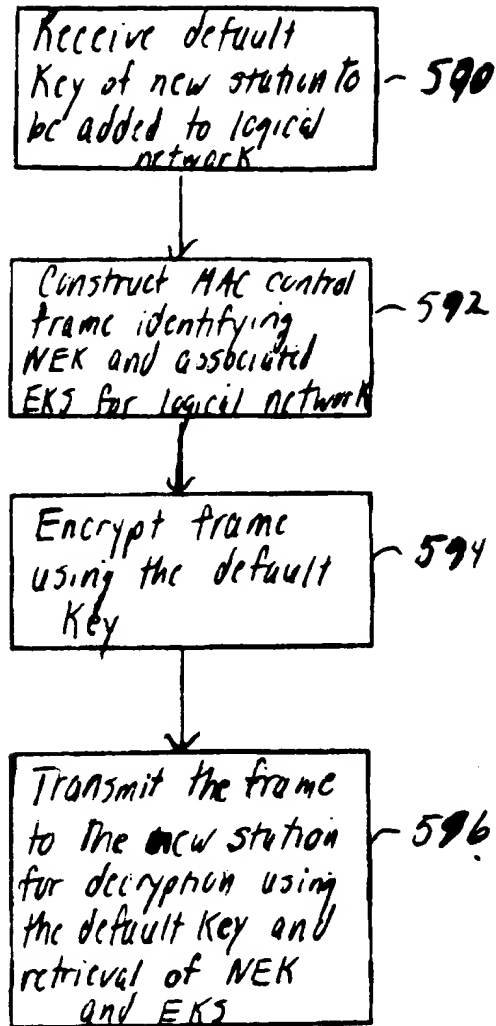 Receive default
Key of new station to
be added to logical
network
590
Construct MAC control
frame identifying
NEK and associated
EKS for logical network
592
Encrypt frame
using the default
Key
594
Transmit the frame
to the new station
for decryption using
the default Key and
retrieval of NEK
and EKS
596